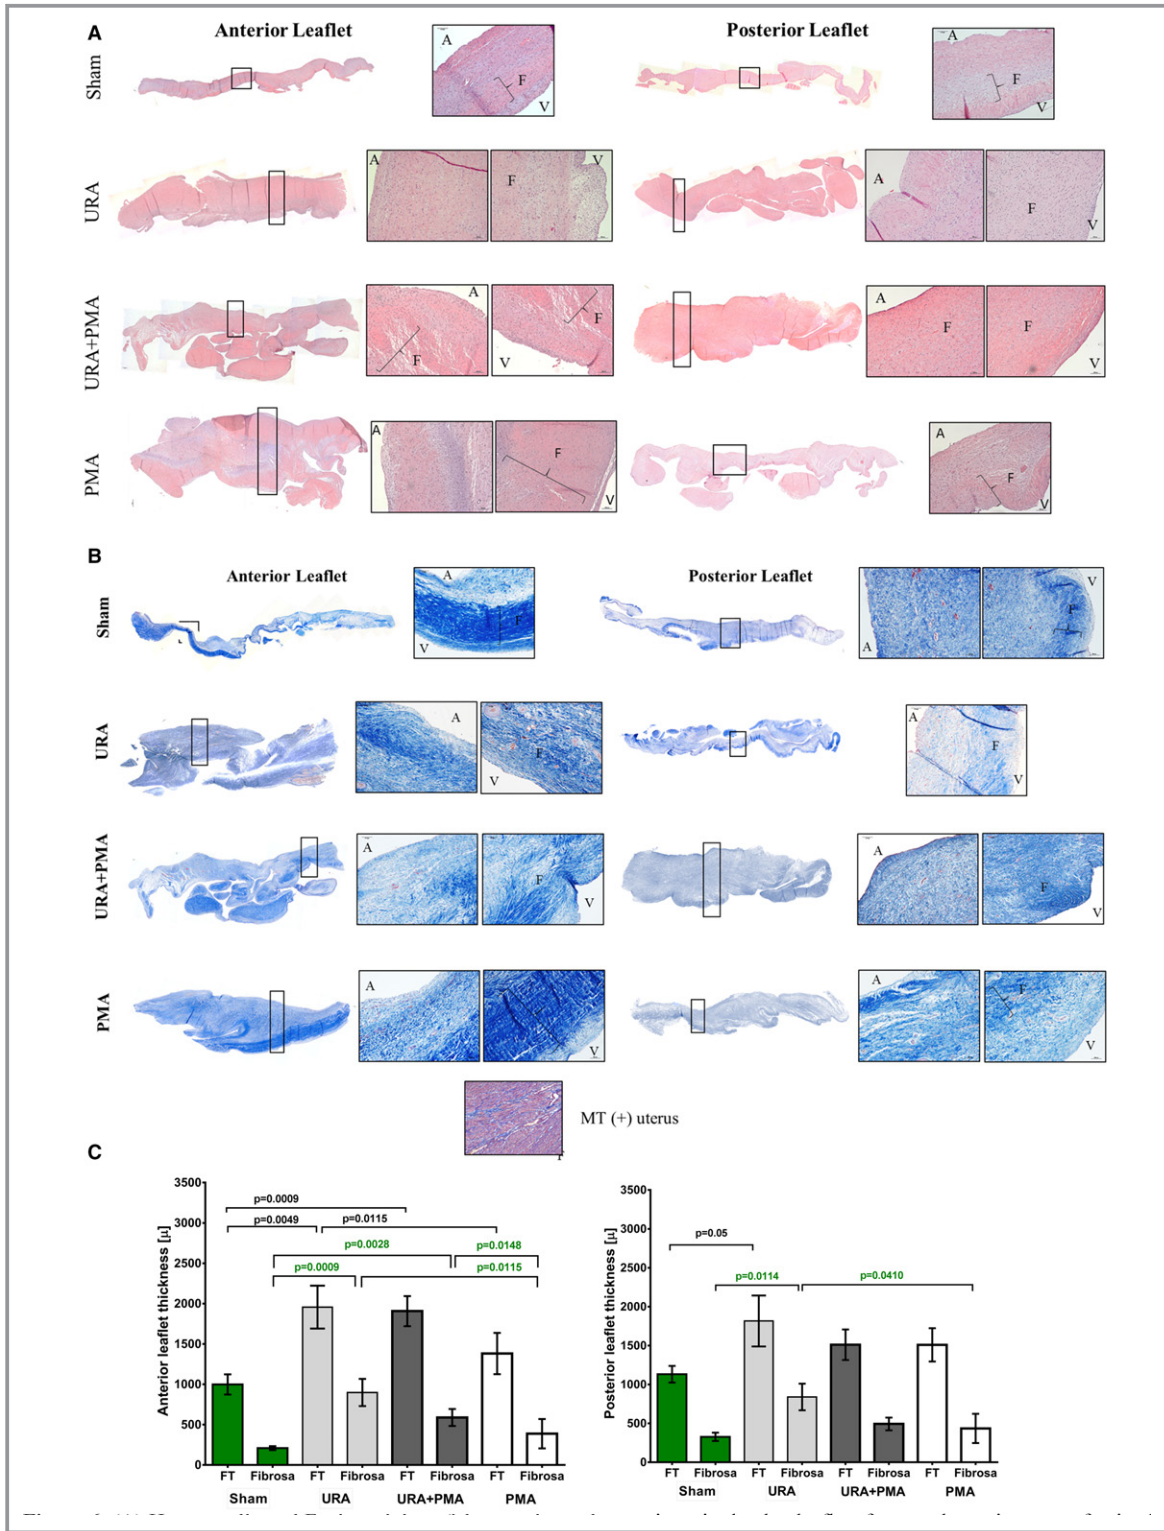 A
Anterior Leaflet
Posterior Leaflet
Sham
A
F
V
A
F
V
URA
A
F
V
A
F
V
URA+PMA
A
F
F
V
A
F
F
V
PMA
A
F
V
A
F
V
B
Anterior Leaflet
Posterior Leaflet
Sham
A
F
V
A
F
V
URA
A
F
V
A
F
V
URA+PMA
A
F
V
A
F
V
PMA
A
V
A
F
V
MT (+) uterus
C
Anterior leaflet thickness [µ]
3500
3000
2500
2000
1500
1000
500
0
p=0.0009
p=0.0049
p=0.0115
p=0.0028
p=0.0148
p=0.0009
p=0.0115
FT Fibrosa FT Fibrosa FT Fibrosa FT Fibrosa
Sham URA URA+PMA PMA
Posterior leaflet thickness [µ]
3500
3000
2500
2000
1500
1000
500
0
p=0.05
p=0.0114
p=0.0410
FT Fibrosa FT Fibrosa FT Fibrosa FT Fibrosa
Sham URA URA+PMA PMA